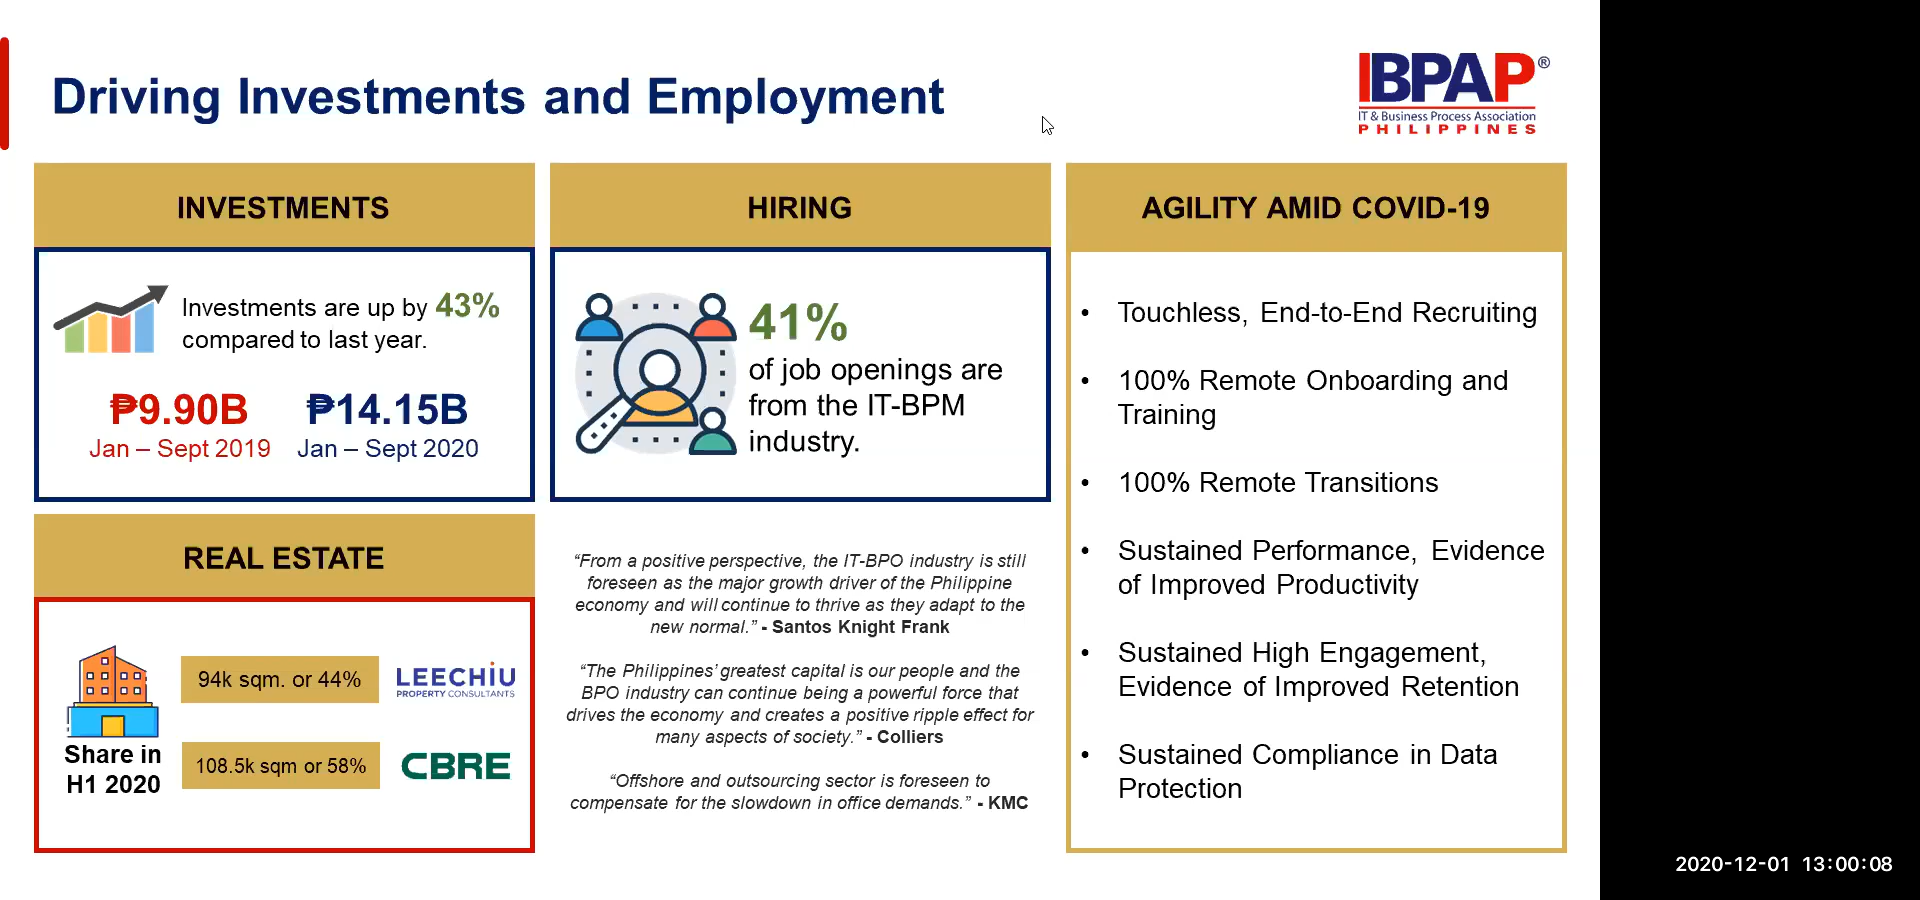 Driving Investments and Employment
IBPAP®
IT & Business Process Association
PHILIPPINES
INVESTMENTS
Investments are up by 43%
compared to last year.
₱9.90B
Jan – Sept 2019
₱14.15B
Jan – Sept 2020
HIRING
41%
of job openings are
from the IT-BPM
industry.
REAL ESTATE
Share in
H1 2020
94k sqm. or 44%
LEECHIU
PROPERTY CONSULTANTS
108.5k sqm or 58%
CBRE
“From a positive perspective, the IT-BPO industry is still
foreseen as the major growth driver of the Philippine
economy and will continue to thrive as they adapt to the
new normal.” - Santos Knight Frank
“The Philippines’ greatest capital is our people and the
BPO industry can continue being a powerful force that
drives the economy and creates a positive ripple effect for
many aspects of society.” - Colliers
“Offshore and outsourcing sector is foreseen to
compensate for the slowdown in office demands.” - KMC
AGILITY AMID COVID-19
• Touchless, End-to-End Recruiting
• 100% Remote Onboarding and
Training
• 100% Remote Transitions
• Sustained Performance, Evidence
of Improved Productivity
• Sustained High Engagement,
Evidence of Improved Retention
• Sustained Compliance in Data
Protection
2020-12-01 13:00:08